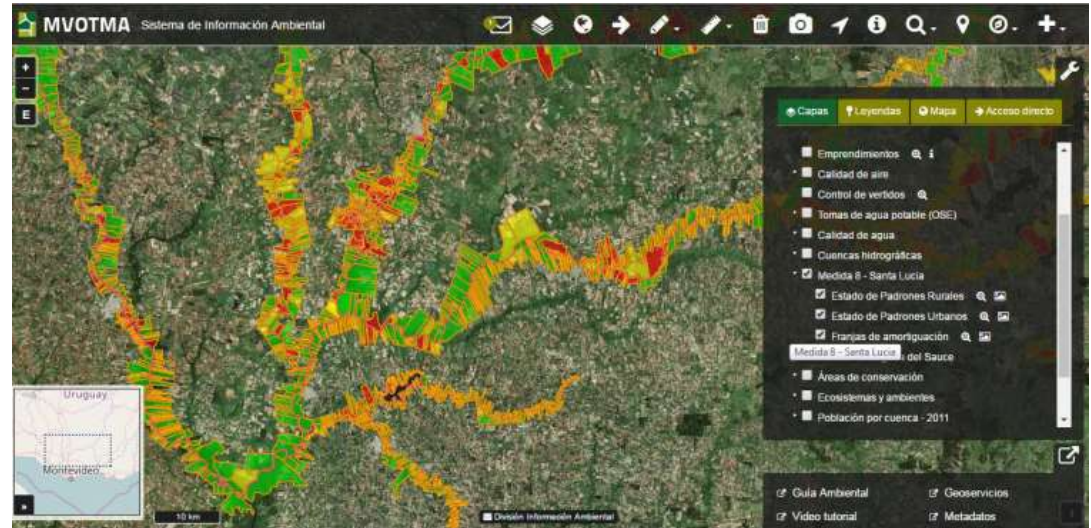 MVOTMA Sistema de Información Ambiental
+
−
E
Capas Leyendas Mapa Acceso directo
Emprendimientos
Calidad de aire
Control de vertidos
Tomas de agua potable (OSE)
Calidad de agua
Cuencas hidrográficas
Medida 8 - Santa Lucia
Estado de Padrones Rurales
Estado de Padrones Urbanos
Franjas de amortiguación
Medida 8 - Santa Lucia del Sauce
Áreas de conservación
Ecosistemas y ambientes
Población por cuenca - 2011
Uruguay
Montevideo
»
10 km
División Información Ambiental
Guía Ambiental Geoservicios
Video tutorial Metadatos